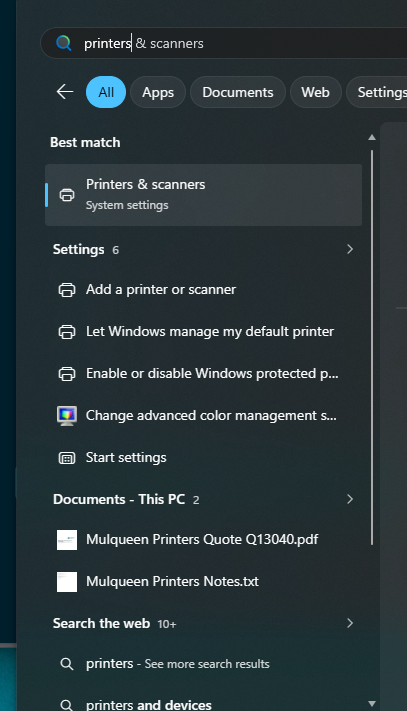 printers & scanners
All Apps Documents Web Settings
Best match
Printers & scanners
System settings
Settings 6
Add a printer or scanner
Let Windows manage my default printer
Enable or disable Windows protected p...
Change advanced color management s...
Start settings
Documents - This PC 2
Mulqueen Printers Quote Q13040.pdf
Mulqueen Printers Notes.txt
Search the web 10+
printers - See more search results
printers and devices